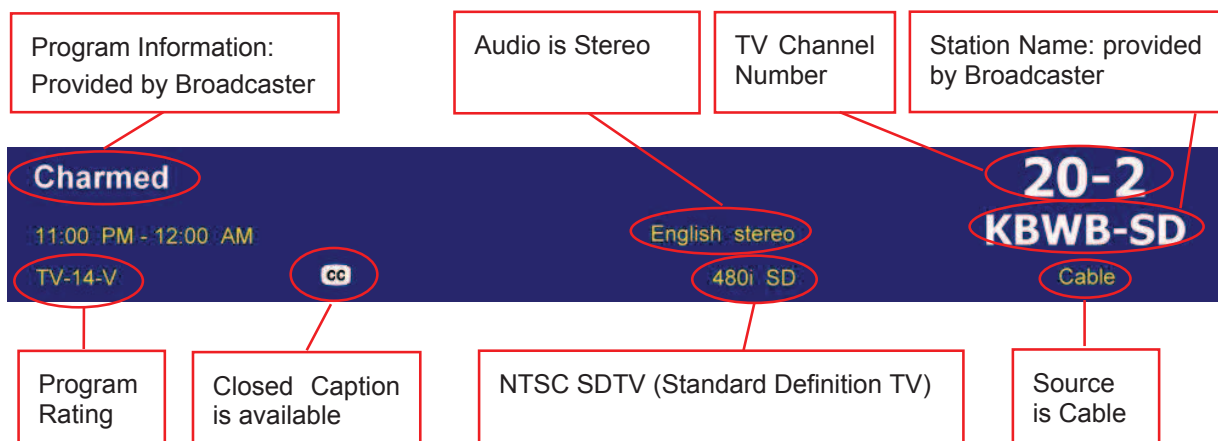 Program Information:
Provided by Broadcaster
Audio is Stereo
TV Channel
Number
Station Name: provided
by Broadcaster
Charmed
20-2
KBWB-SD
11:00 PM - 12:00 AM
English stereo
TV-14-V
cc
480i SD
Cable
Program
Rating
Closed Caption
is available
NTSC SDTV (Standard Definition TV)
Source
is Cable